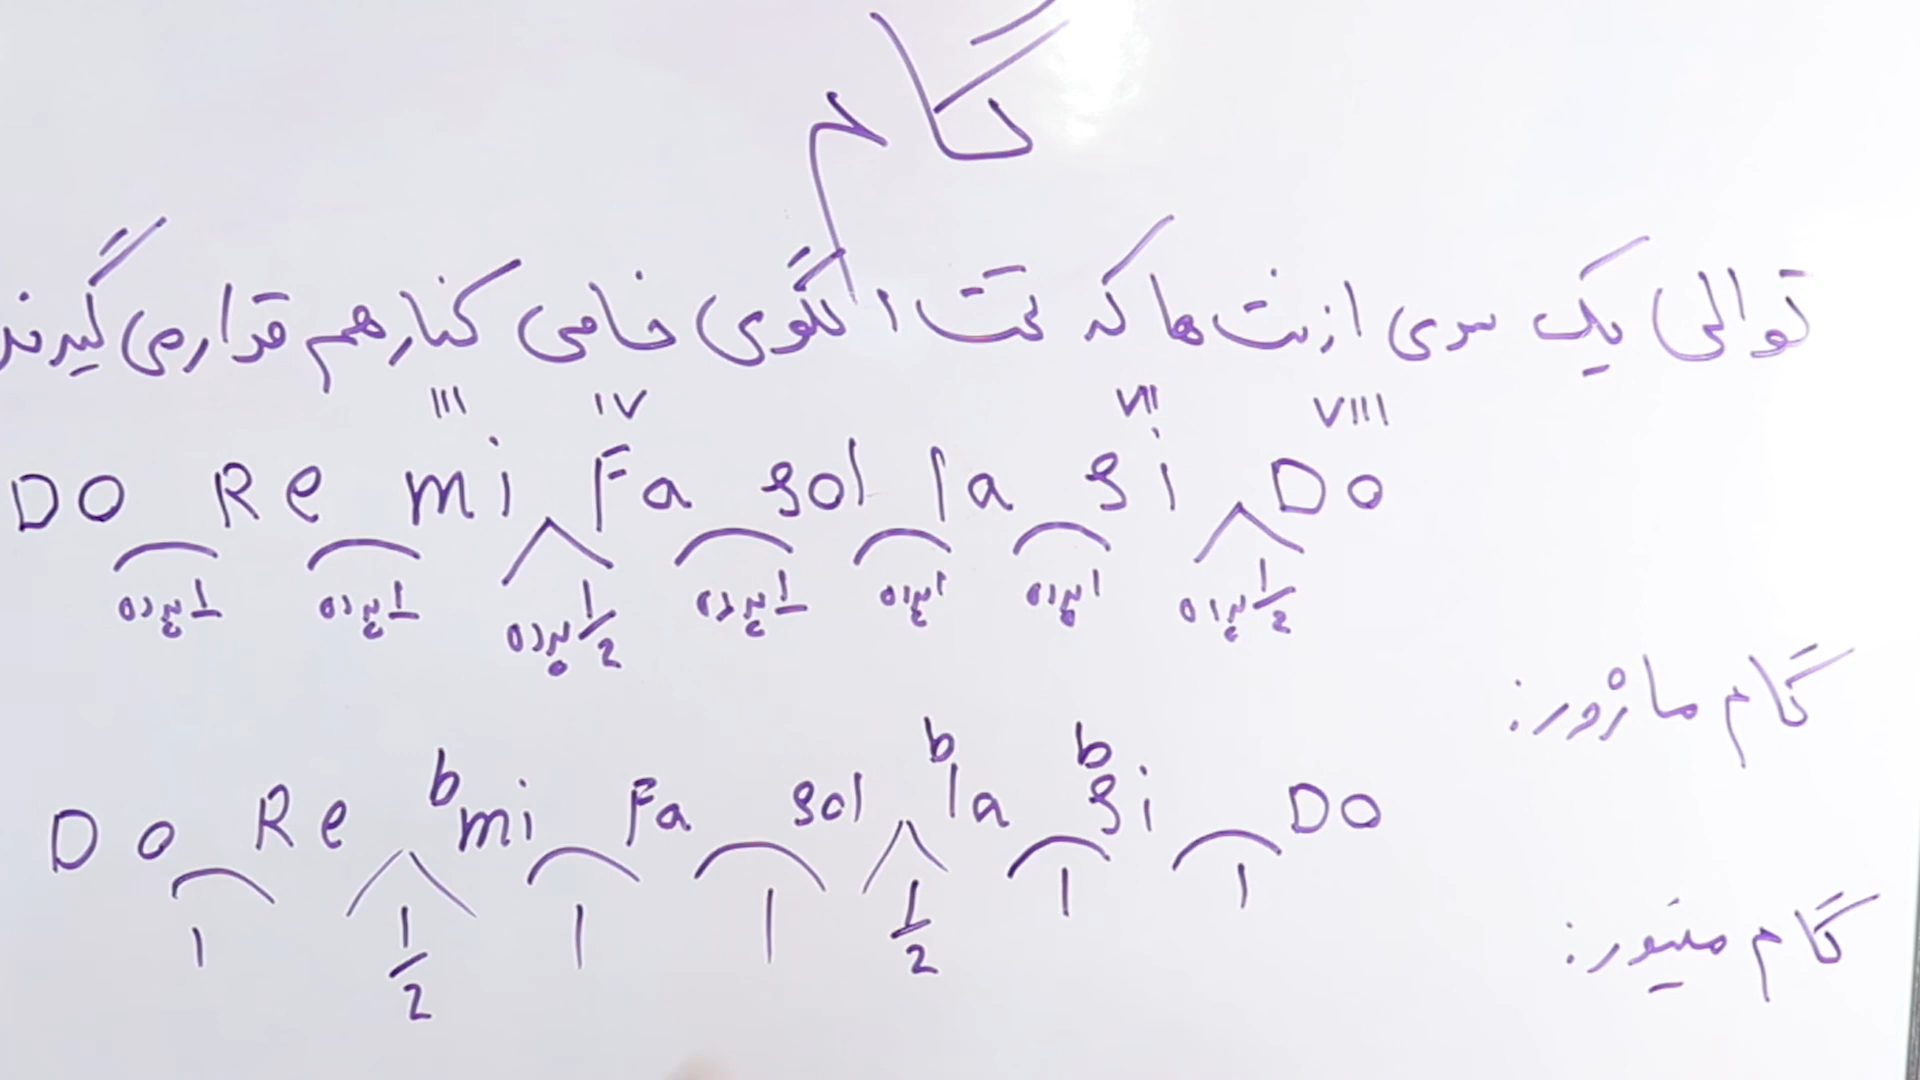 گام
توالی یک سری از نت ها که تحت الگوی خاصی کنار هم قرار می گیرند
III IV VII VIII
DO Re mi Fa sol la si Do
1 پرده 1 پرده 1/2 پرده 1 پرده 1 پرده 1 پرده 1/2 پرده
گام ماژور:
Do Re bmi Fa sol bla bsi Do
1 1/2 1 1 1/2 1 1
گام مینور: